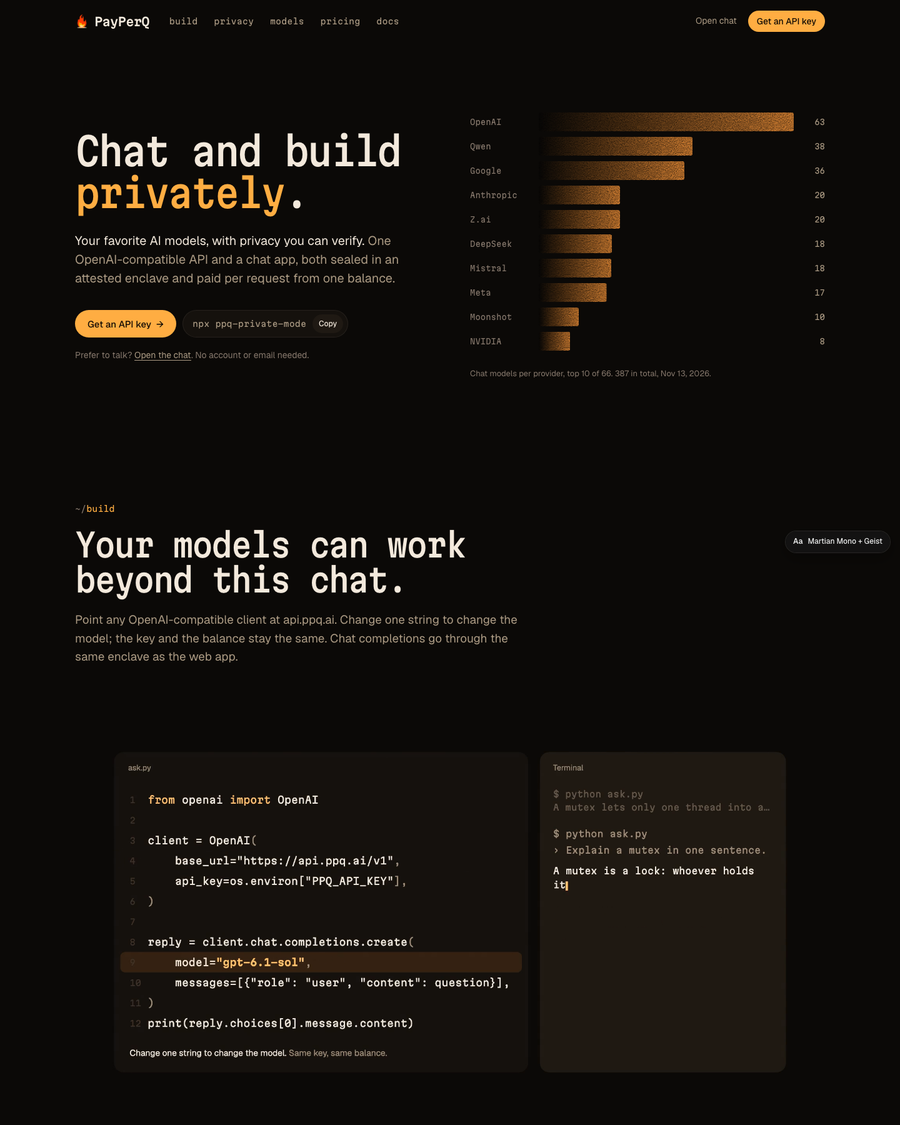 PayPerQ build privacy models pricing docs Open chat Get an API key
Chat and build
privately.
Your favorite AI models, with privacy you can verify. One
OpenAI-compatible API and a chat app, both sealed in an
attested enclave and paid per request from one balance.
Get an API key → npx ppq-private-mode Copy
Prefer to talk? Open the chat. No account or email needed.
OpenAI 63
Qwen 38
Google 36
Anthropic 20
Z.ai 20
DeepSeek 18
Mistral 18
Meta 17
Moonshot 10
NVIDIA 8
Chat models per provider, top 10 of 66. 387 in total, Nov 13, 2026.
~/build
Your models can work
beyond this chat.
Aa Martian Mono + Geist
Point any OpenAI-compatible client at api.ppq.ai. Change one string to change the
model; the key and the balance stay the same. Chat completions go through the
same enclave as the web app.
ask.py
1 from openai import OpenAI
2
3 client = OpenAI(
4 base_url="https://api.ppq.ai/v1",
5 api_key=os.environ["PPQ_API_KEY"],
6 )
7
8 reply = client.chat.completions.create(
9 model="gpt-6.1-sol",
10 messages=[{"role": "user", "content": question}],
11 )
12 print(reply.choices[0].message.content)
Change one string to change the model. Same key, same balance.
Terminal
$ python ask.py
A mutex lets only one thread into a…
$ python ask.py
› Explain a mutex in one sentence.
A mutex is a lock: whoever holds
it